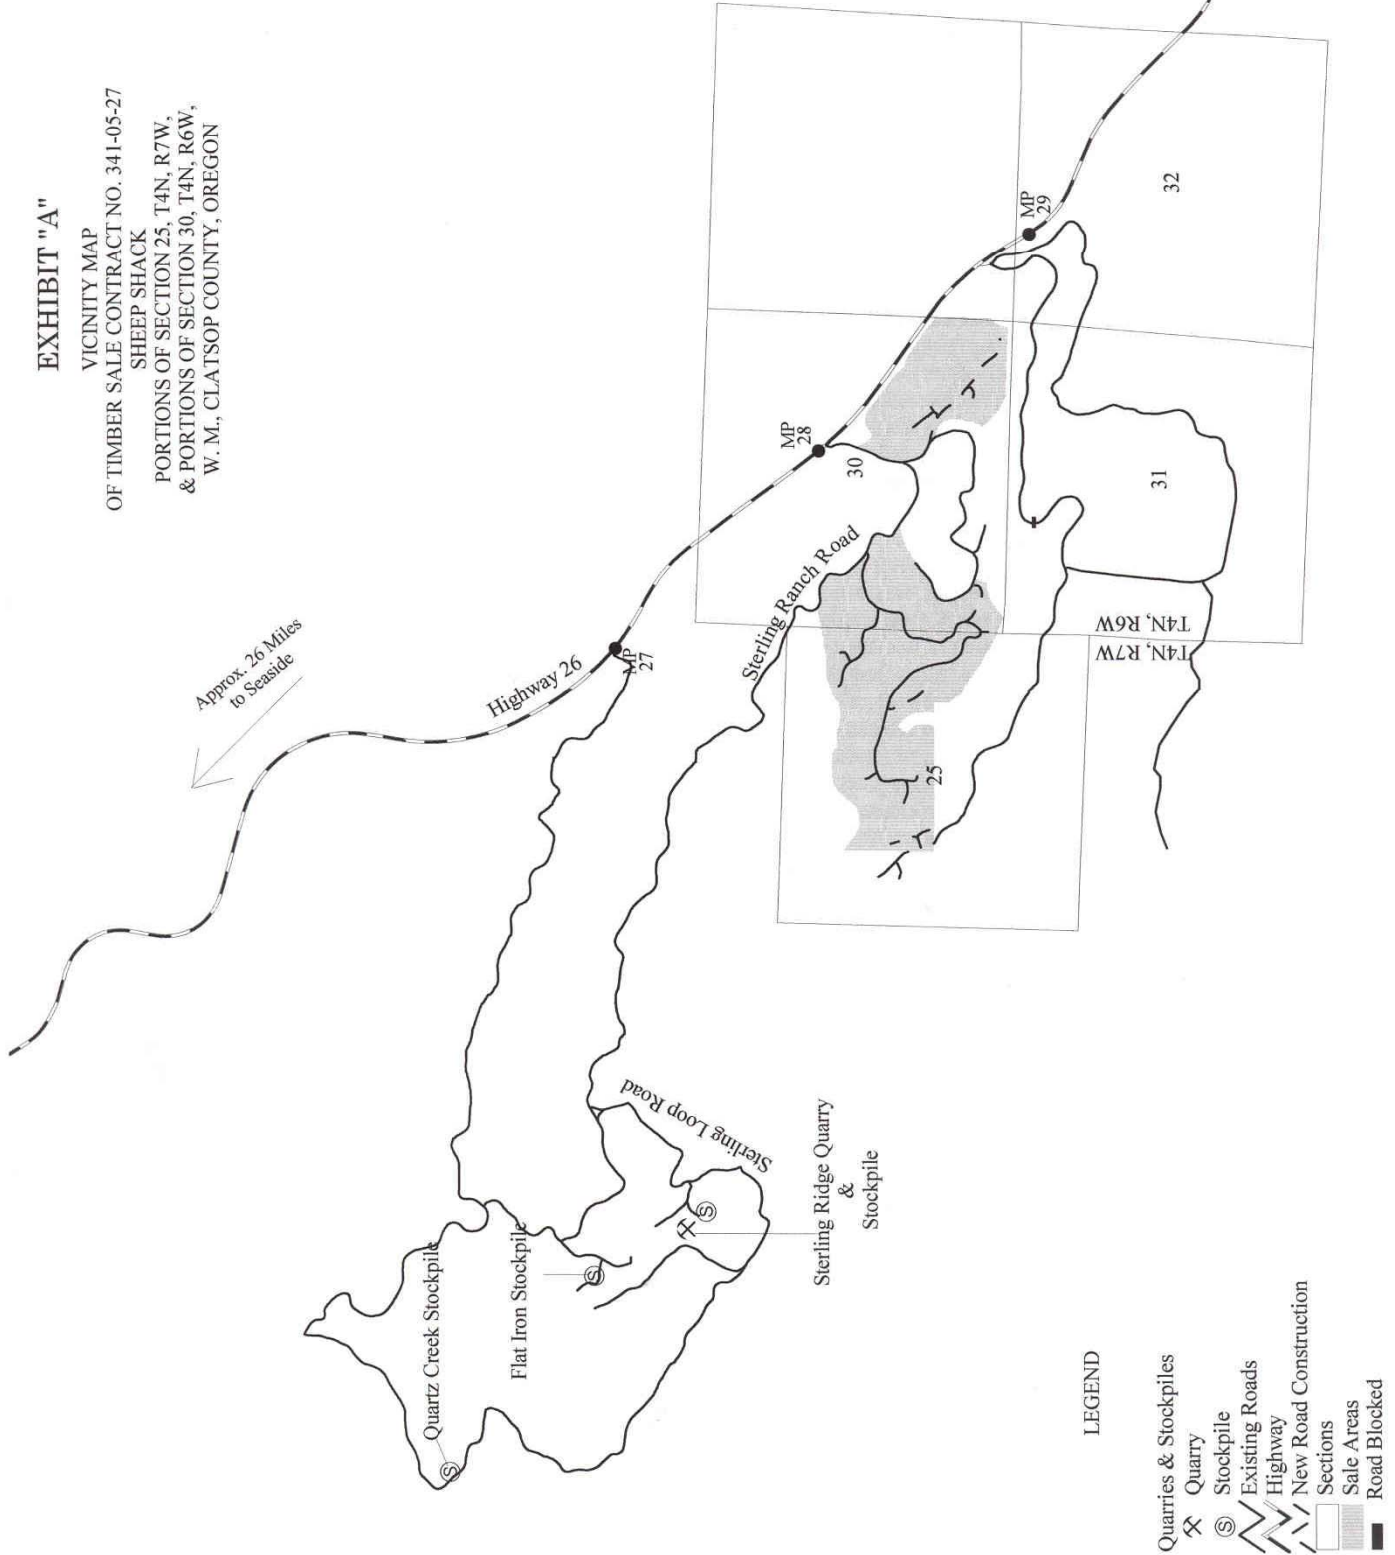 EXHIBIT "A"
VICINITY MAP
OF TIMBER SALE CONTRACT NO. 341-05-27
SHEEP SHACK
PORTIONS OF SECTION 25, T4N, R7W,
& PORTIONS OF SECTION 30, T4N, R6W,
W. M., CLATSOP COUNTY, OREGON
Approx. 26 Miles
to Seaside
Highway 26
MP
27
MP
28
MP
29
Sterling Ranch Road
30
32
31
25
T4N, R6W
T4N, R7W
Sterling Loop Road
Quartz Creek Stockpile
S
Flat Iron Stockpile
S
S
Sterling Ridge Quarry
&
Stockpile
LEGEND
Quarries & Stockpiles
Quarry
S Stockpile
Existing Roads
Highway
New Road Construction
Sections
Sale Areas
Road Blocked